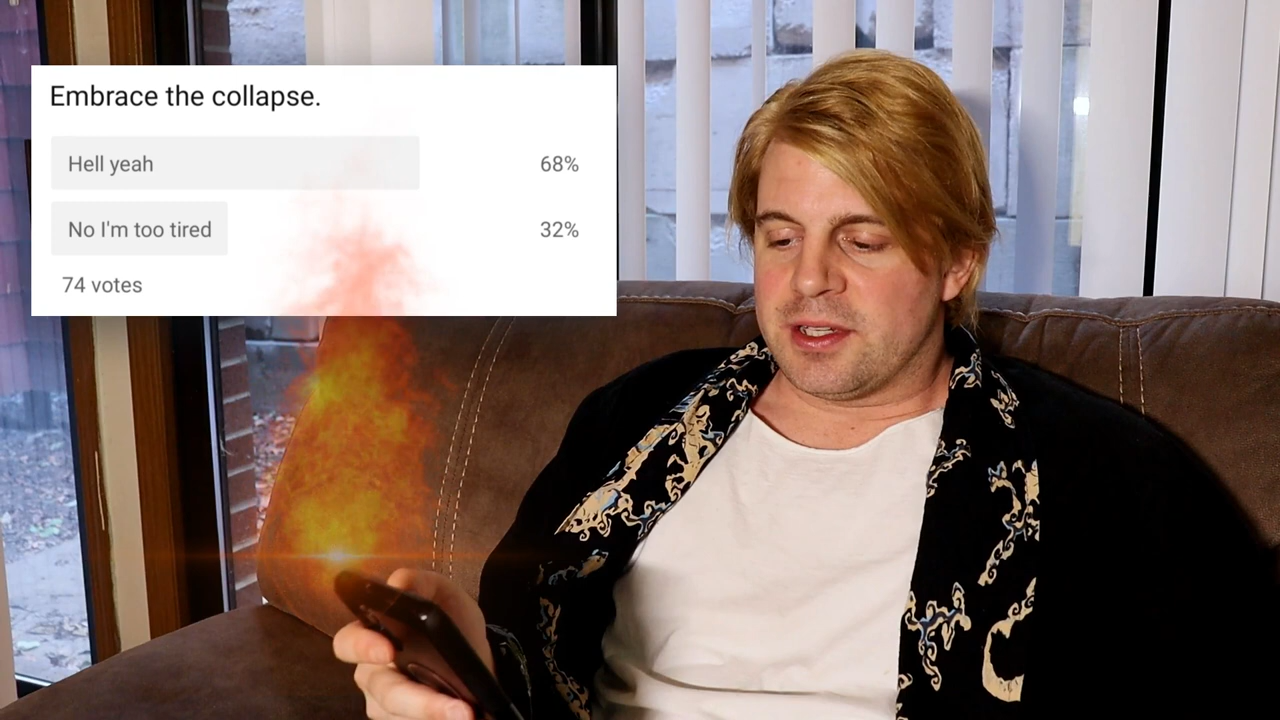 Embrace the collapse.
Hell yeah 68%
No I'm too tired 32%
74 votes